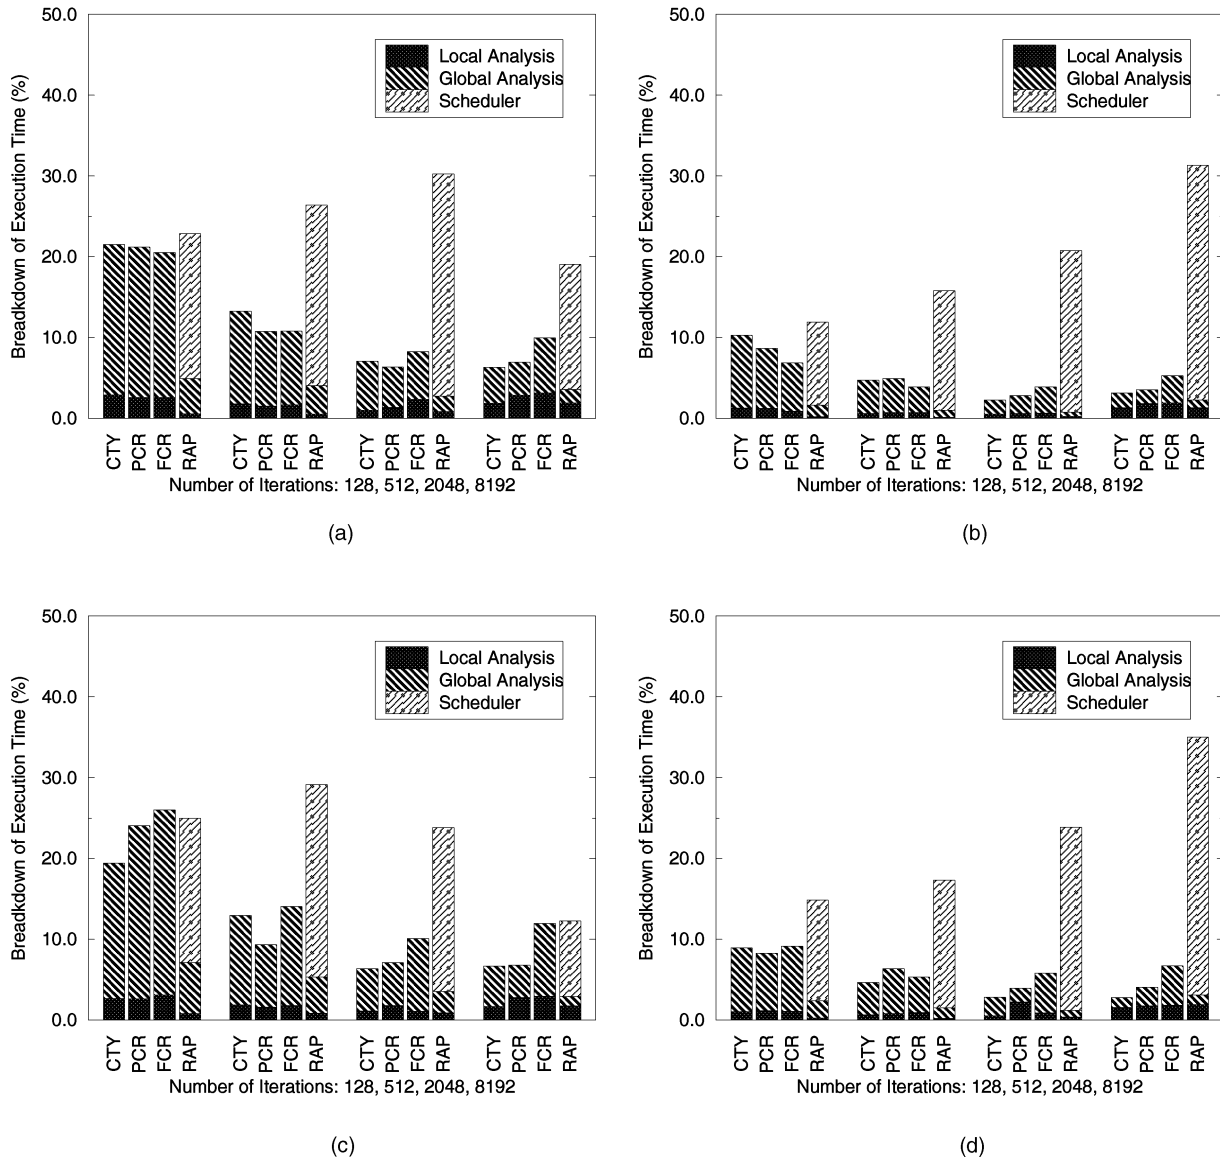 50.0
40.0
30.0
20.0
10.0
0.0
Breadkdown of Execution Time (%)
Local Analysis
Global Analysis
Scheduler
CTY PCR FCR RAP CTY PCR FCR RAP CTY PCR FCR RAP CTY PCR FCR RAP
Number of Iterations: 128, 512, 2048, 8192
(a)
50.0
40.0
30.0
20.0
10.0
0.0
Breadkdown of Execution Time (%)
Local Analysis
Global Analysis
Scheduler
CTY PCR FCR RAP CTY PCR FCR RAP CTY PCR FCR RAP CTY PCR FCR RAP
Number of Iterations: 128, 512, 2048, 8192
(b)
50.0
40.0
30.0
20.0
10.0
0.0
Breadkdown of Execution Time (%)
Local Analysis
Global Analysis
Scheduler
CTY PCR FCR RAP CTY PCR FCR RAP CTY PCR FCR RAP CTY PCR FCR RAP
Number of Iterations: 128, 512, 2048, 8192
(c)
50.0
40.0
30.0
20.0
10.0
0.0
Breadkdown of Execution Time (%)
Local Analysis
Global Analysis
Scheduler
CTY PCR FCR RAP CTY PCR FCR RAP CTY PCR FCR RAP CTY PCR FCR RAP
Number of Iterations: 128, 512, 2048, 8192
(d)